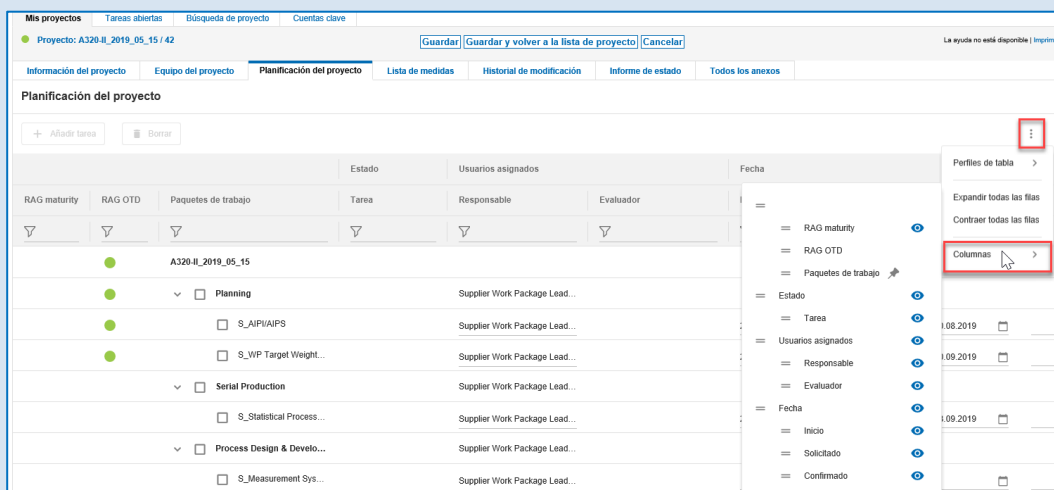 Mis proyectos Tareas abiertas Búsqueda de proyecto Cuentas clave
Proyecto: A320-II_2019_05_15 / 42 Guardar Guardar y volver a la lista de proyecto Cancelar La ayuda no está disponible | Imprim
Información del proyecto Equipo del proyecto Planificación del proyecto Lista de medidas Historial de modificación Informe de estado Todos los anexos
Planificación del proyecto
+ Añadir tarea Borrar
Estado Usuarios asignados Fecha
RAG maturity RAG OTD Paquetes de trabajo Tarea Responsable Evaluador
Perfiles de tabla
Expandir todas las filas
Contraer todas las filas
Columnas
RAG maturity
RAG OTD
Paquetes de trabajo
Estado
Tarea
Usuarios asignados
Responsable
Evaluador
Fecha
Inicio
Solicitado
Confirmado
A320-II_2019_05_15
Planning Supplier Work Package Lead...
S_AIPI/AIPS Supplier Work Package Lead... .08.2019
S_WP Target Weight... Supplier Work Package Lead... .09.2019
Serial Production Supplier Work Package Lead...
S_Statistical Process... Supplier Work Package Lead... .09.2019
Process Design & Develo... Supplier Work Package Lead...
S_Measurement Sys... Supplier Work Package Lead...